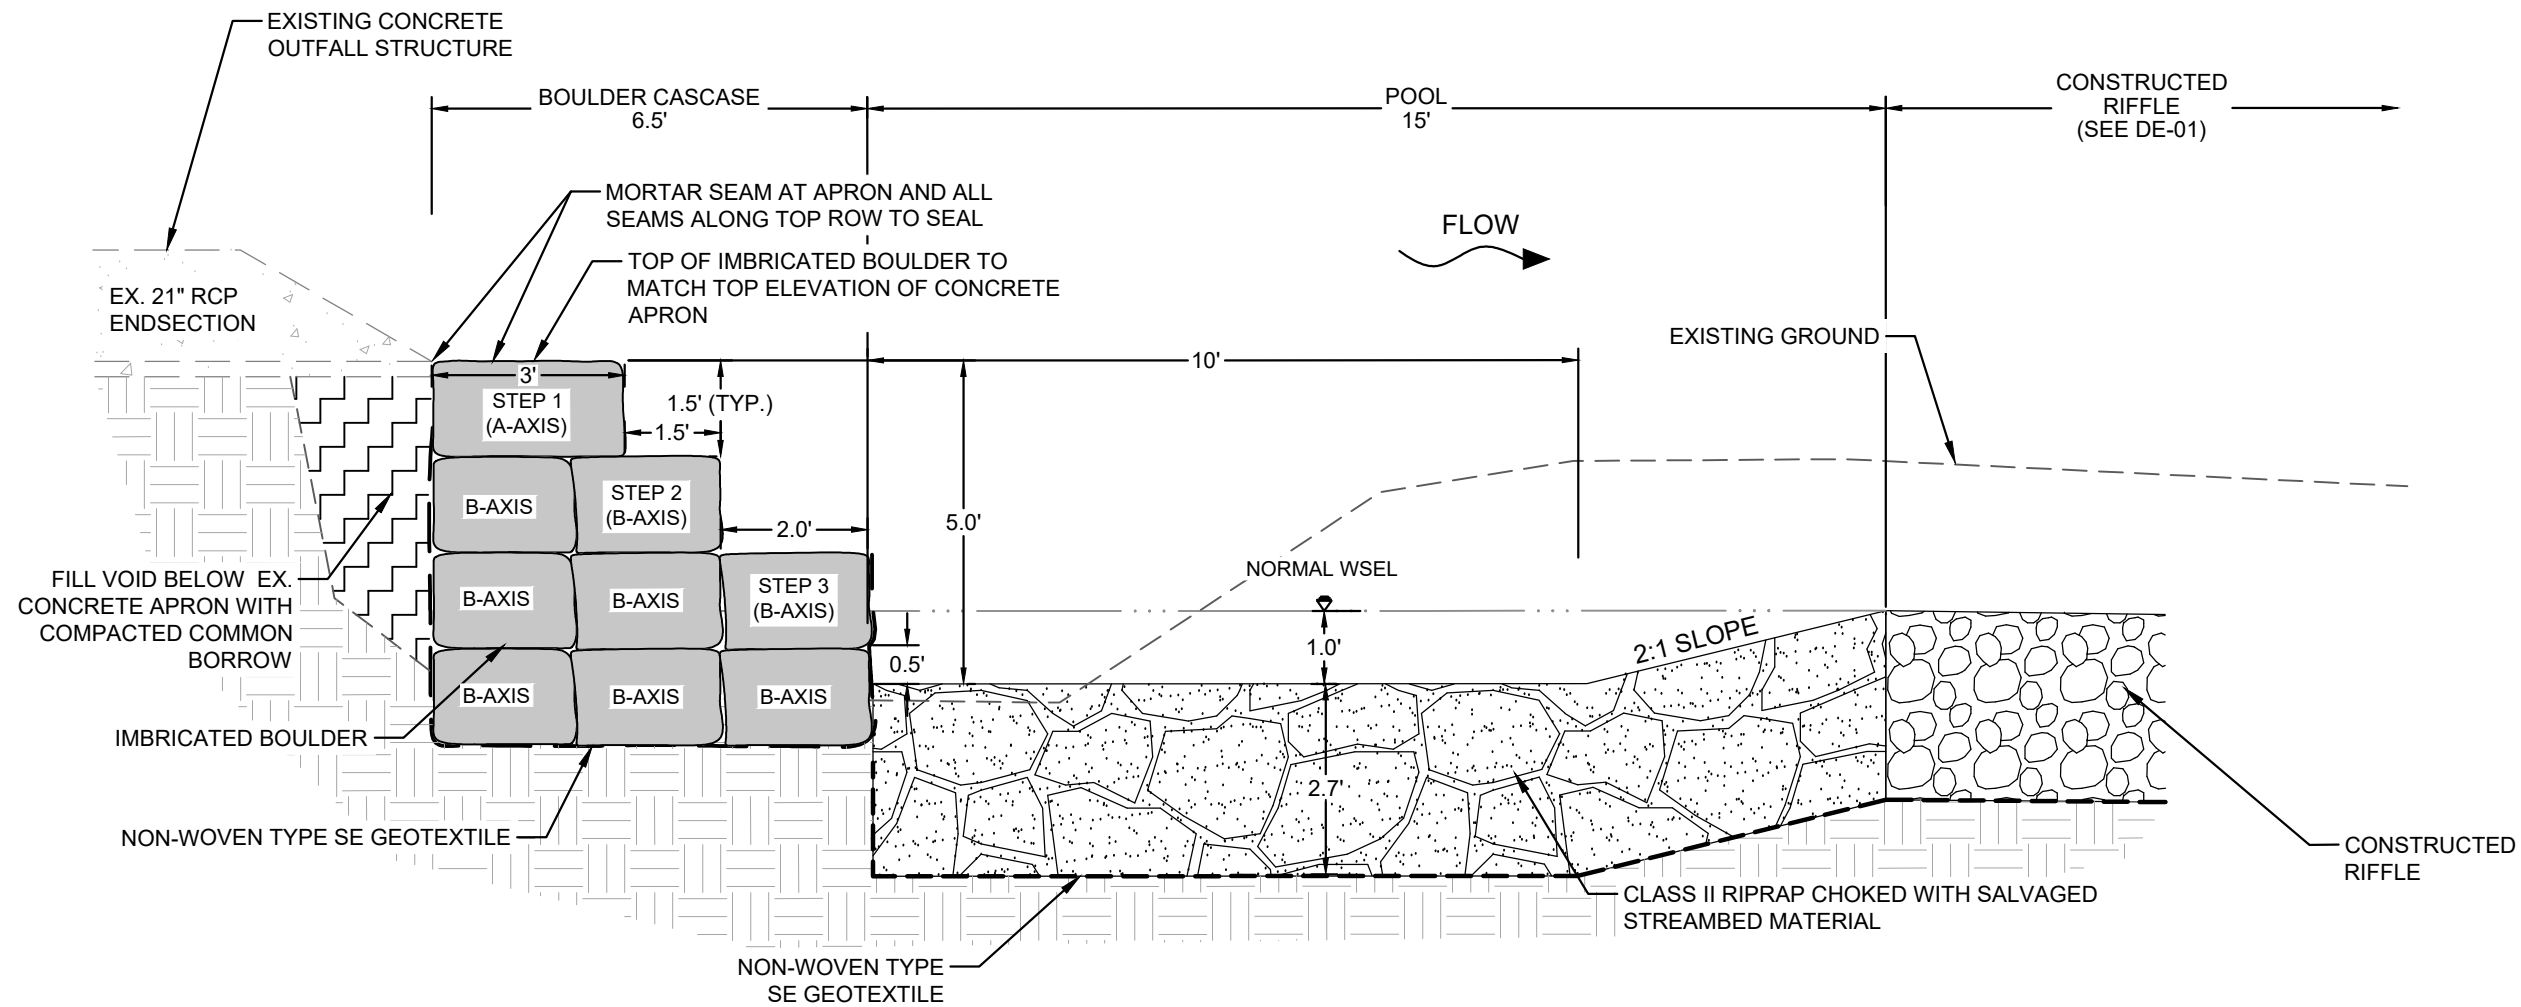 EXISTING CONCRETE
OUTFALL STRUCTURE
BOULDER CASCASE
6.5'
POOL
15'
CONSTRUCTED
RIFFLE
(SEE DE-01)
MORTAR SEAM AT APRON AND ALL
SEAMS ALONG TOP ROW TO SEAL
FLOW
TOP OF IMBRICATED BOULDER TO
MATCH TOP ELEVATION OF CONCRETE
APRON
EX. 21" RCP
ENDSECTION
EXISTING GROUND
10'
3'
STEP 1
(A-AXIS)
1.5' (TYP.)
1.5'
B-AXIS
STEP 2
(B-AXIS)
2.0'
5.0'
NORMAL WSEL
FILL VOID BELOW EX.
CONCRETE APRON WITH
COMPACTED COMMON
BORROW
B-AXIS
B-AXIS
STEP 3
(B-AXIS)
0.5'
1.0'
2:1 SLOPE
B-AXIS
B-AXIS
B-AXIS
IMBRICATED BOULDER
2.7'
NON-WOVEN TYPE SE GEOTEXTILE
CONSTRUCTED
RIFFLE
CLASS II RIPRAP CHOKED WITH SALVAGED
STREAMBED MATERIAL
NON-WOVEN TYPE
SE GEOTEXTILE